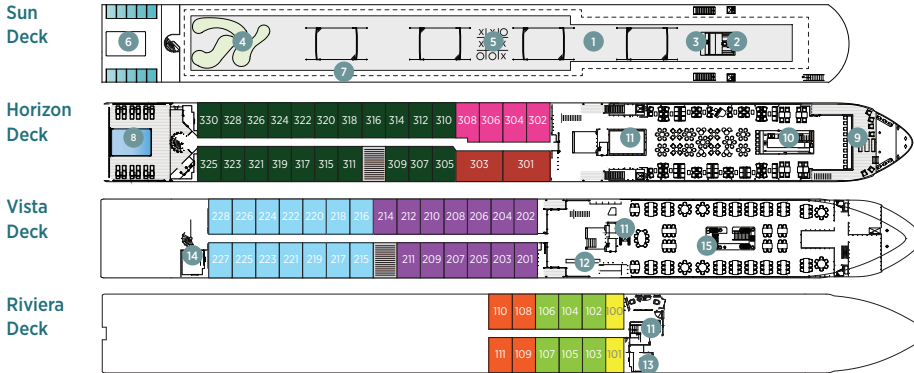 Sun
Deck
6 4 5 1 3 2
7
X X O
X X
O O X
Horizon
Deck
330 328 326 324 322 320 318 316 314 312 310 308 306 304 302
8 11 10 9
325 323 321 319 317 315 311 309 307 305 303 301
Vista
Deck
228 226 224 222 220 218 216 214 212 210 208 206 204 202
14 11 15
12
227 225 223 221 219 217 215 211 209 207 205 203 201
Riviera
Deck
110 108 106 104 102 100
11
111 109 107 105 103 101
13